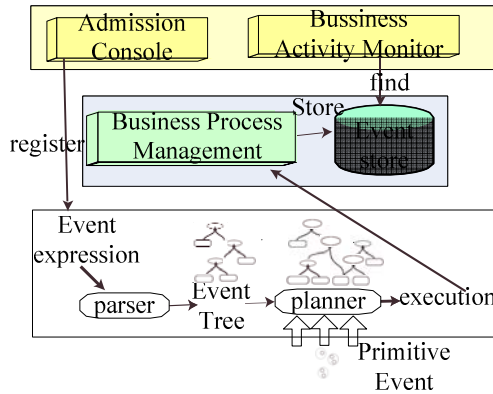 Admission
Console
Bussiness
Activity Monitor
find
Store
Business Process
Management
Event
store
register
Event
expression
parser
Event
Tree
planner
execution
Primitive
Event